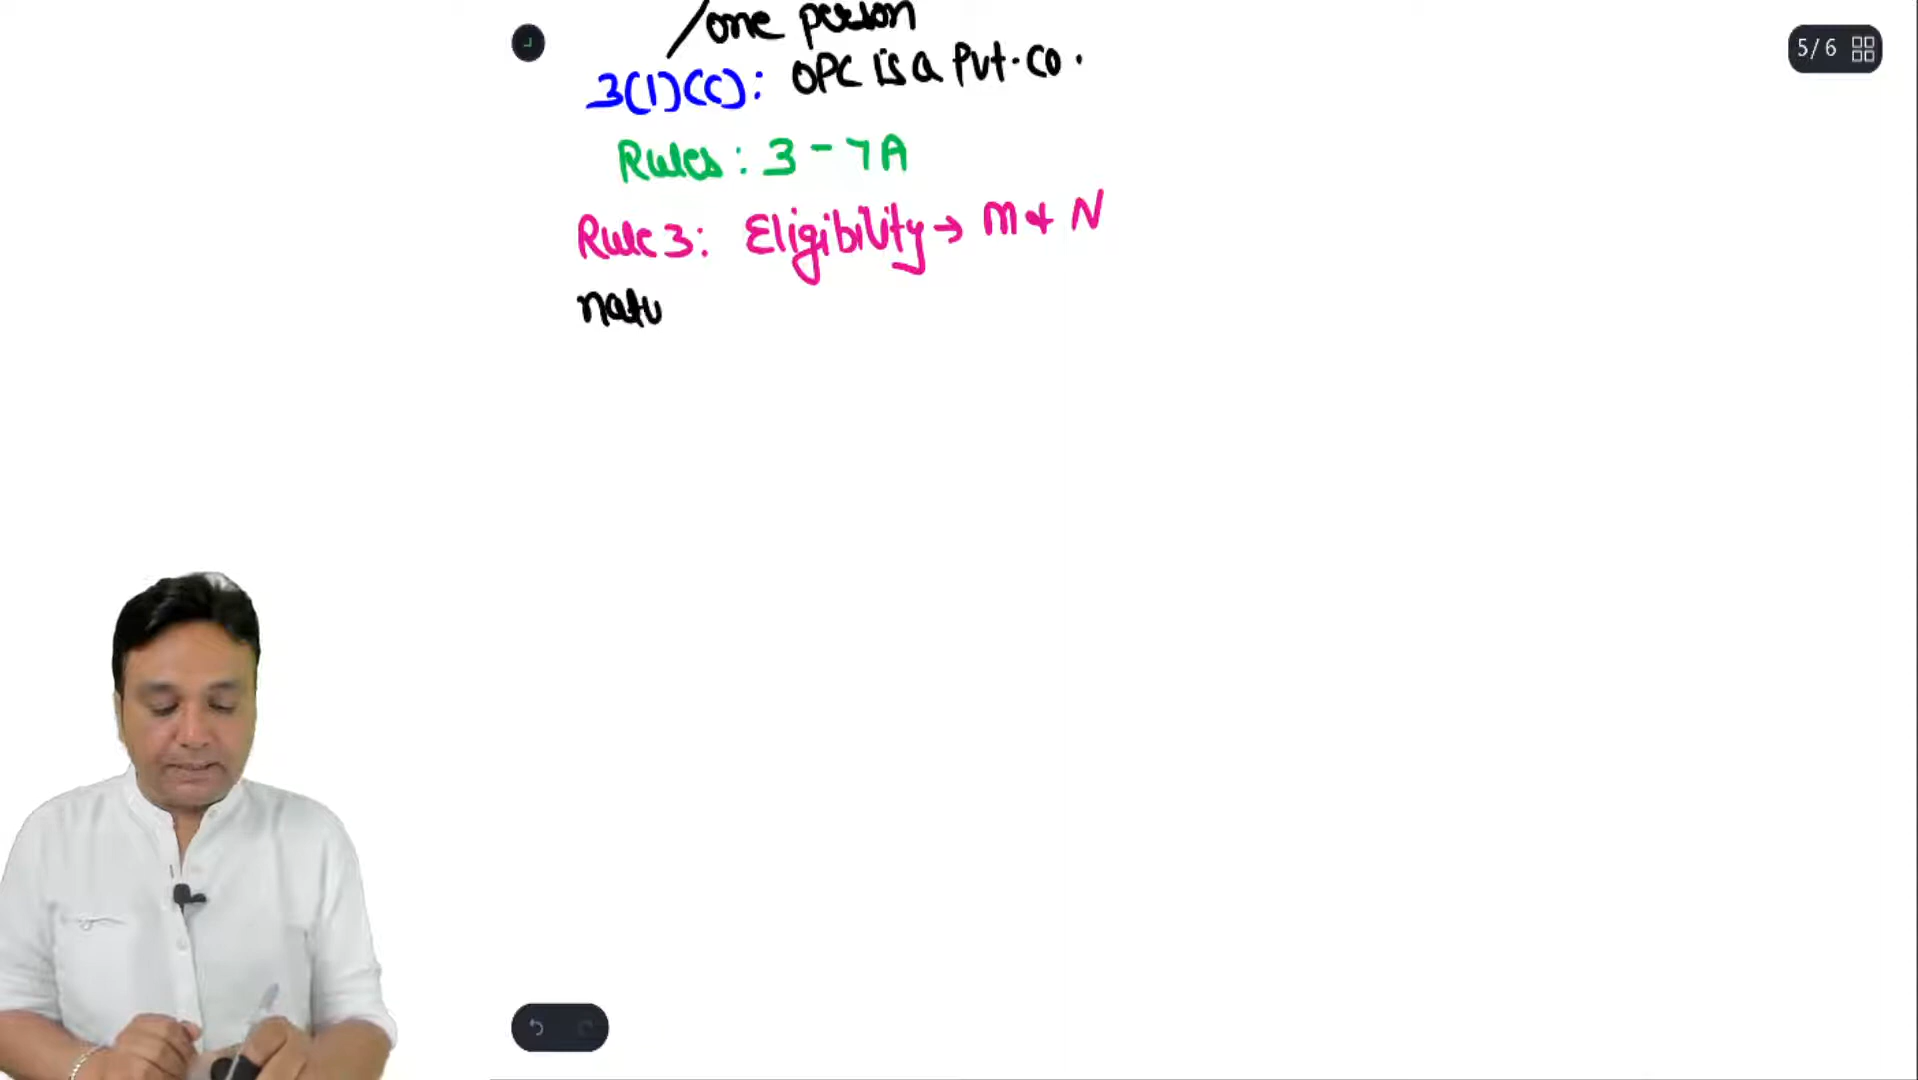 one person
5/6
3(1)(c): OPC is a Pvt. co.
Rules: 3-7A
Rule 3: Eligibility → M & N
natu